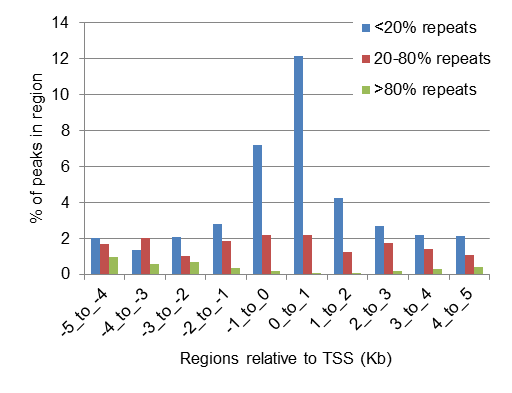 14
12
10
8
6
4
2
0
% of peaks in region
<20% repeats
20-80% repeats
>80% repeats
-5_to_-4
-4_to_-3
-3_to_-2
-2_to_-1
-1_to_0
0_to_1
1_to_2
2_to_3
3_to_4
4_to_5
Regions relative to TSS (Kb)